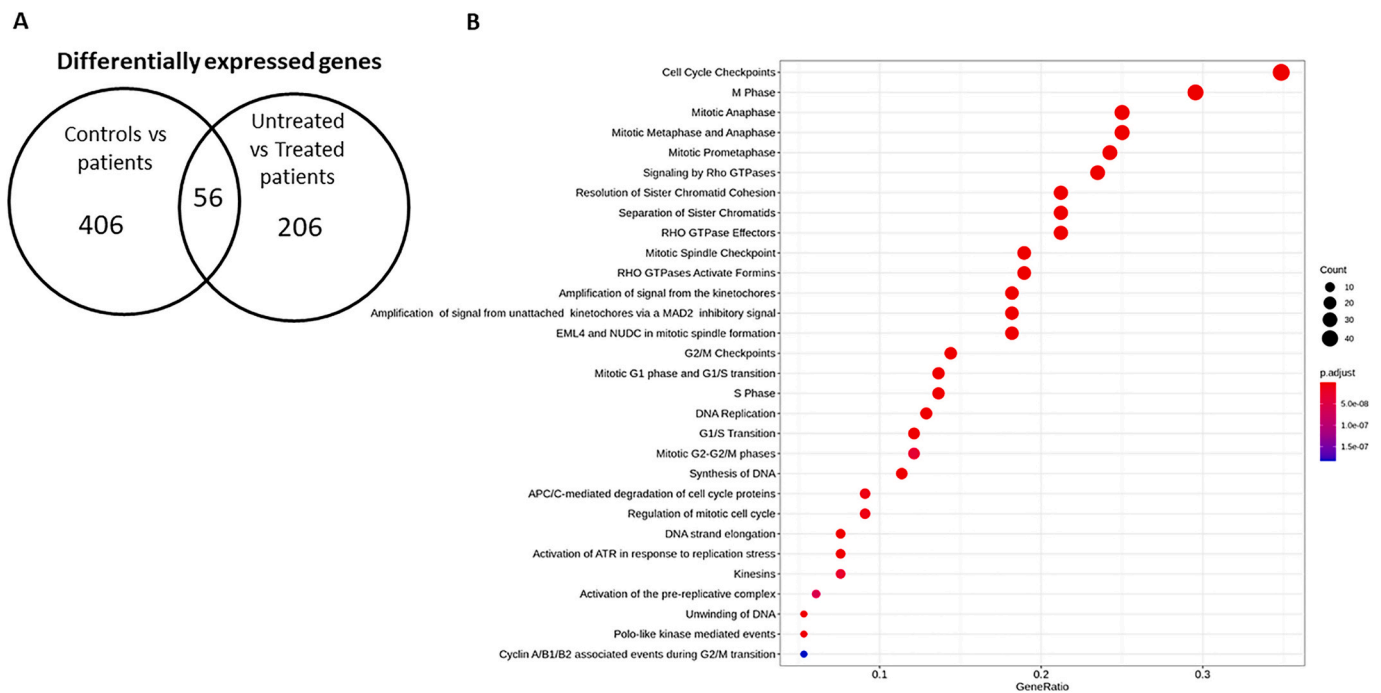 A
B
Differentially expressed genes
Controls vs
patients
Untreated
vs Treated
patients
56
406
206
Cell Cycle Checkpoints
M Phase
Mitotic Anaphase
Mitotic Metaphase and Anaphase
Mitotic Prometaphase
Signaling by Rho GTPases
Resolution of Sister Chromatid Cohesion
Separation of Sister Chromatids
RHO GTPase Effectors
Mitotic Spindle Checkpoint
RHO GTPases Activate Formins
Amplification of signal from the kinetochores
Amplification of signal from unattached kinetochores via a MAD2 inhibitory signal
EML4 and NUDC in mitotic spindle formation
G2/M Checkpoints
Mitotic G1 phase and G1/S transition
S Phase
DNA Replication
G1/S Transition
Mitotic G2-G2/M phases
Synthesis of DNA
APC/C-mediated degradation of cell cycle proteins
Regulation of mitotic cell cycle
DNA strand elongation
Activation of ATR in response to replication stress
Kinesins
Activation of the pre-replicative complex
Unwinding of DNA
Polo-like kinase mediated events
Cyclin A/B1/B2 associated events during G2/M transition
0.1
0.2
0.3
GeneRatio
Count
10
20
30
40
p.adjust
5.0e-08
1.0e-07
1.5e-07